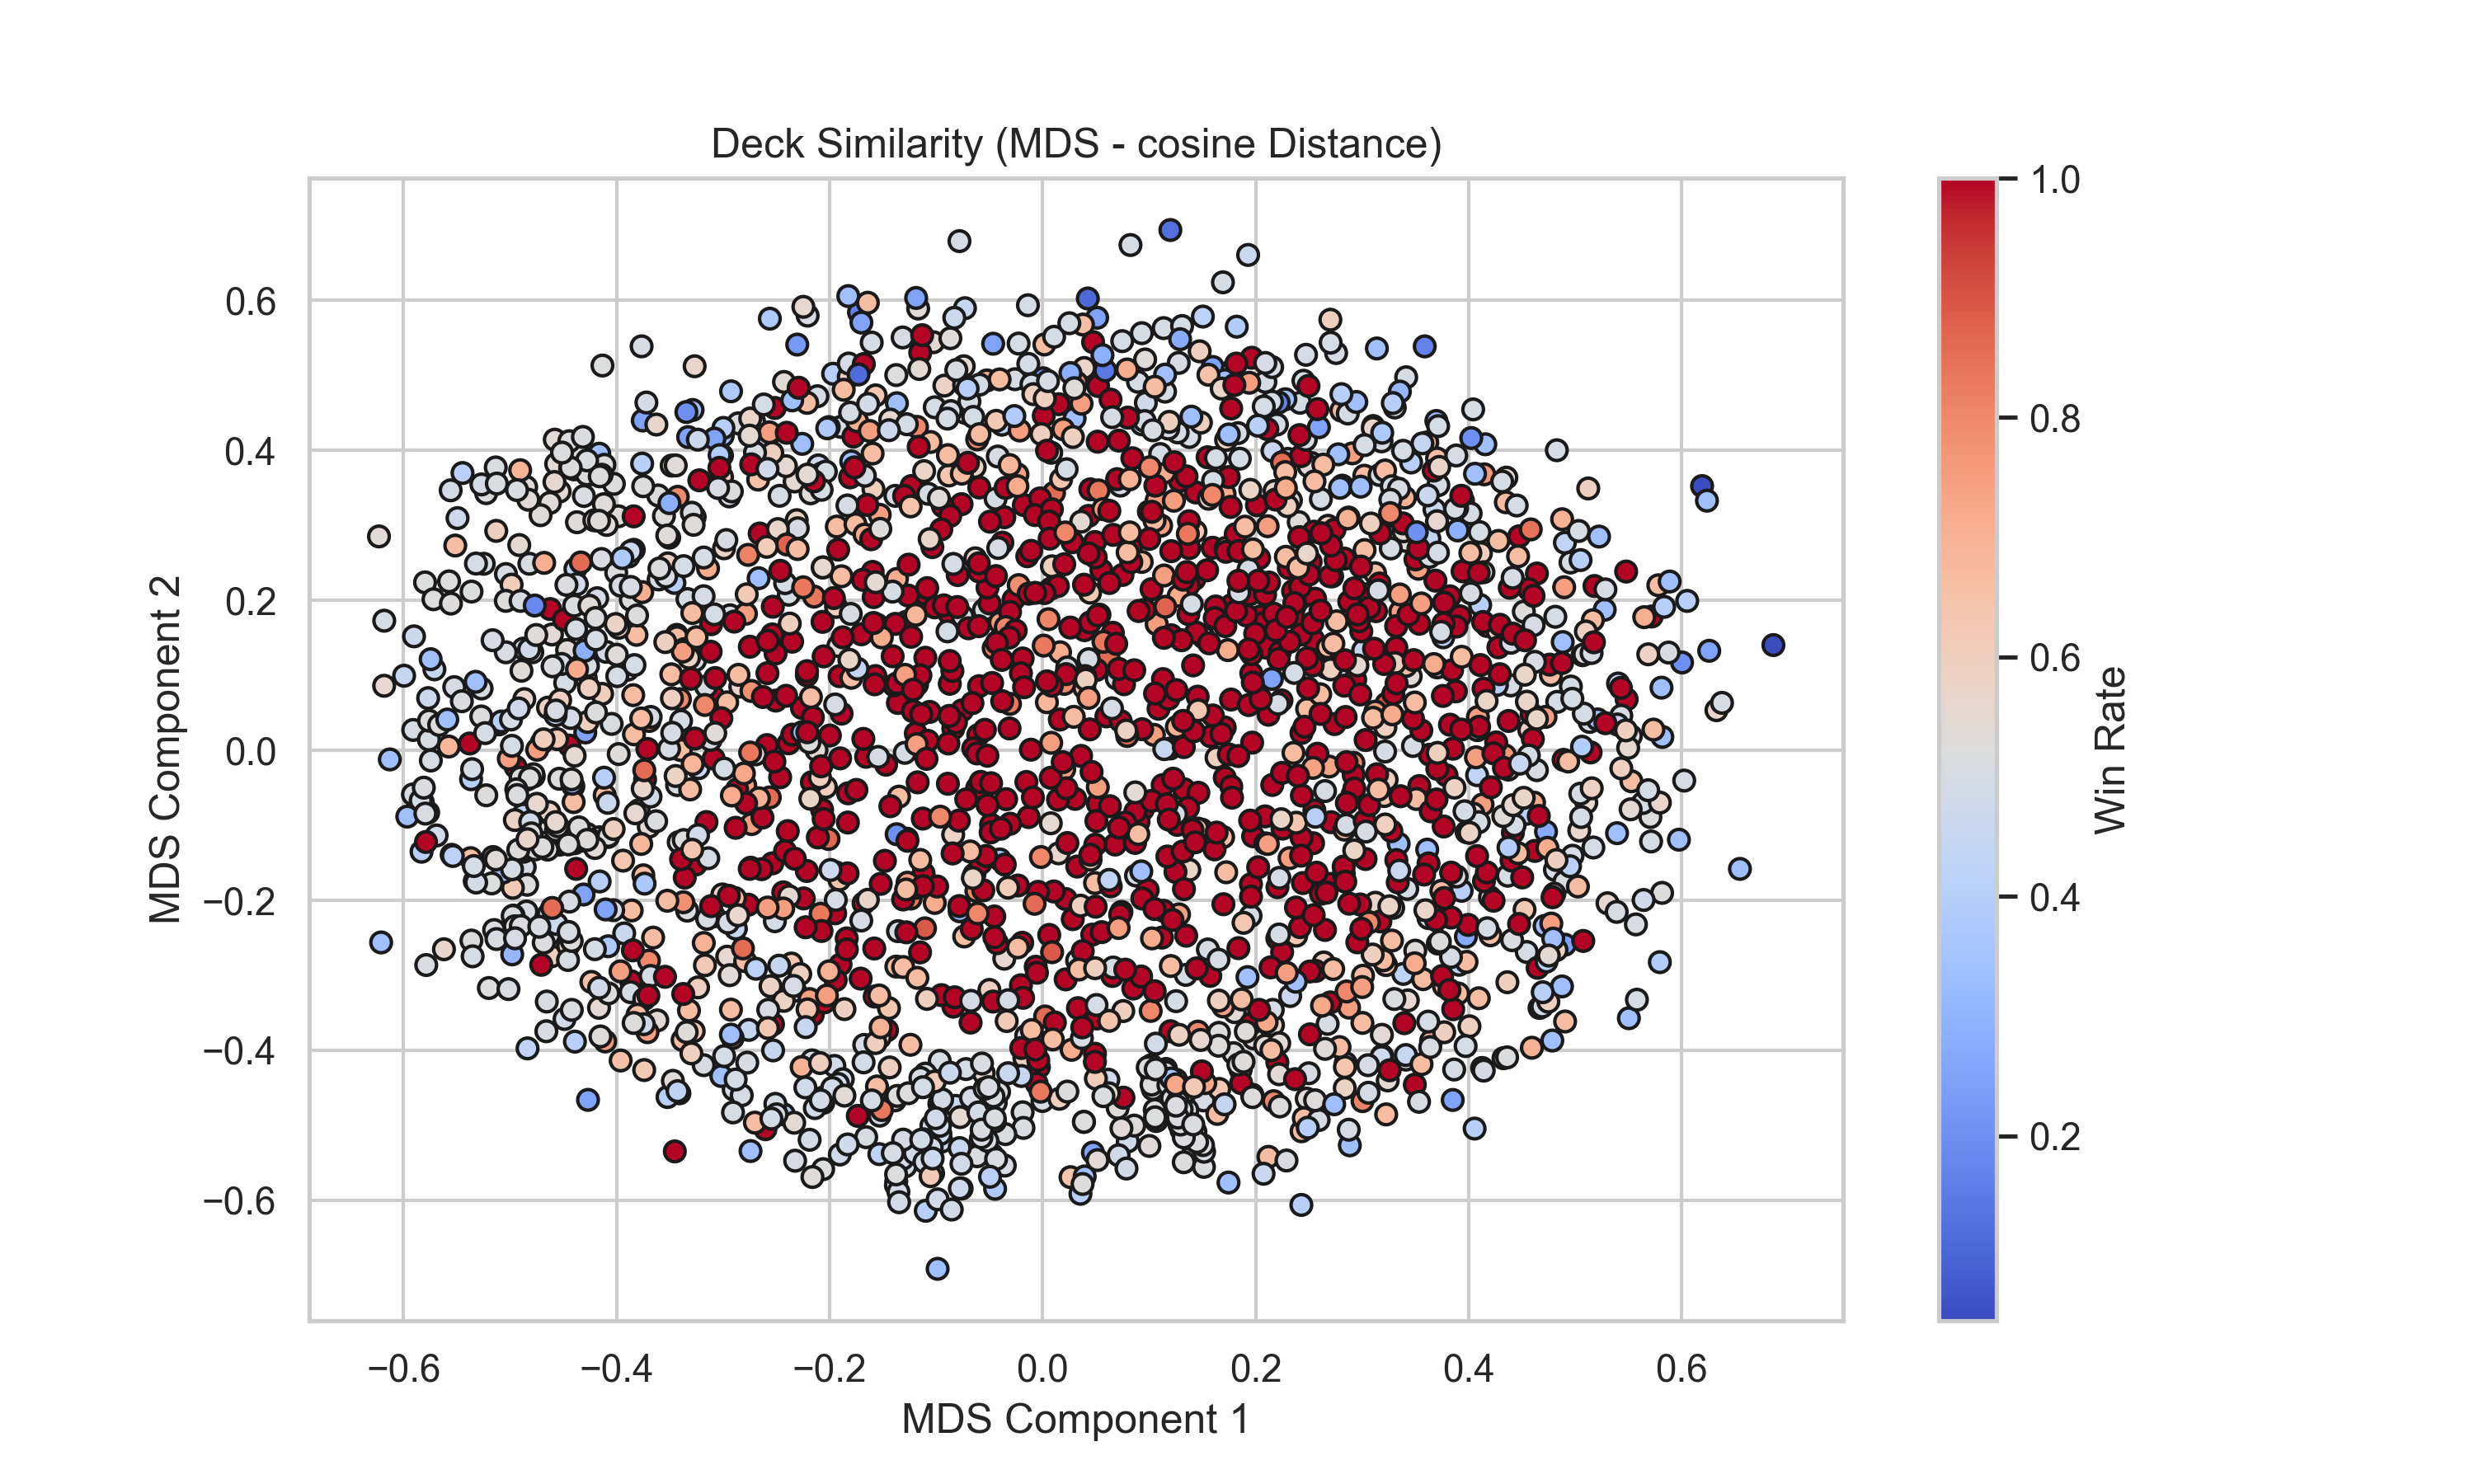 Deck Similarity (MDS - cosine Distance)
MDS Component 2
0.6
0.4
0.2
0.0
−0.2
−0.4
−0.6
−0.6 −0.4 −0.2 0.0 0.2 0.4 0.6
MDS Component 1
1.0
0.8
0.6
0.4
0.2
Win Rate